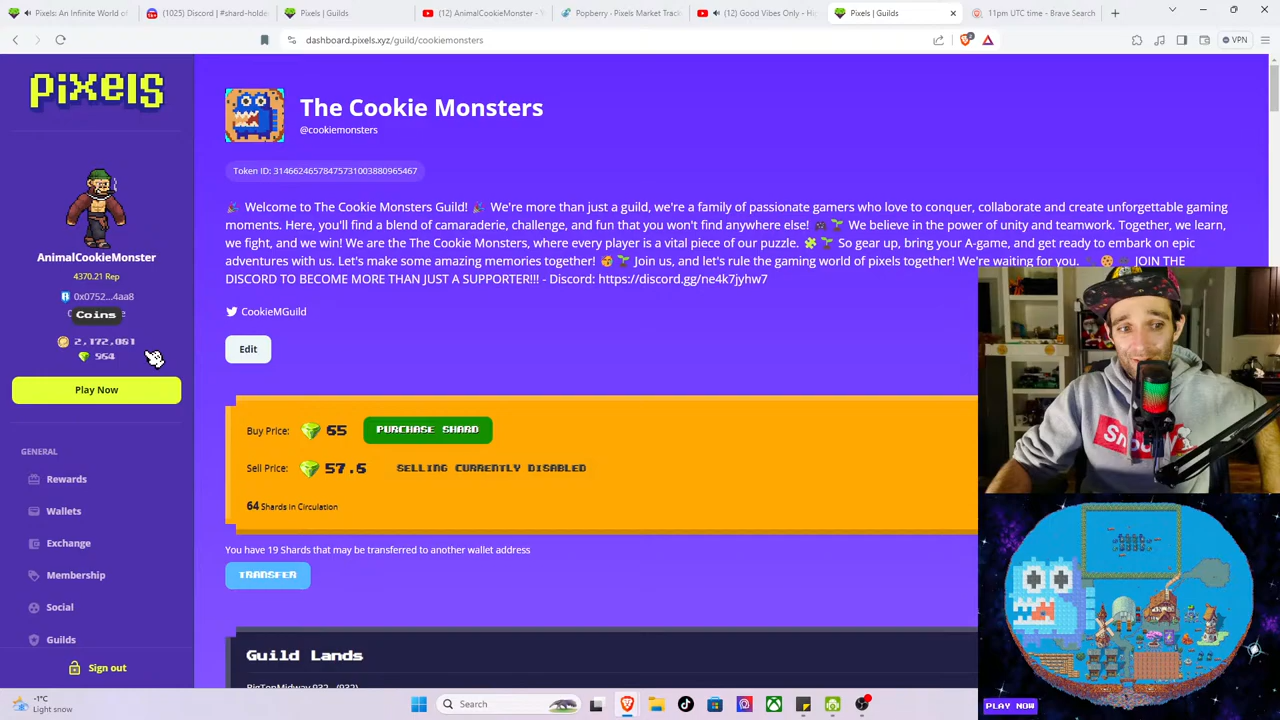 Pixels: An Infinite World of
(1025) Discord | #shard-holde
Pixels | Guilds
(12) AnimalCookieMonster -
Popberry - Pixels Market Track
(12) Good Vibes Only - Hi
Pixels | Guilds
11pm UTC time - Brave Search
dashboard.pixels.xyz/guild/cookiemonsters
2
VPN
pixels
AnimalCookieMonster
4370.21 Rep
0x0752...4aa8
Coins
2,172,081
964
Play Now
GENERAL
Rewards
Wallets
Exchange
Membership
Social
Guilds
Sign out
The Cookie Monsters
@cookiemonsters
Token ID: 31466246578475731003880965467
Welcome to The Cookie Monsters Guild! We're more than just a guild, we're a family of passionate gamers who love to conquer, collaborate and create unforgettable gaming
moments. Here, you'll find a blend of camaraderie, challenge, and fun that you won't find anywhere else! We believe in the power of unity and teamwork. Together, we learn,
we fight, and we win! We are the The Cookie Monsters, where every player is a vital piece of our puzzle. So gear up, bring your A-game, and get ready to embark on epic
adventures with us. Let's make some amazing memories together! Join us, and let's rule the gaming world of pixels together! We're waiting for you. JOIN THE
DISCORD TO BECOME MORE THAN JUST A SUPPORTER!!! - Discord: https://discord.gg/ne4k7jyhw7
CookieMGuild
Edit
Buy Price: 65 PURCHASE SHARD
Sell Price: 57.5 SELLING CURRENTLY DISABLED
64 Shards in Circulation
You have 19 Shards that may be transferred to another wallet address
TRANSFER
Guild Lands
PLAY NOW
-1°C
Light snow
Search